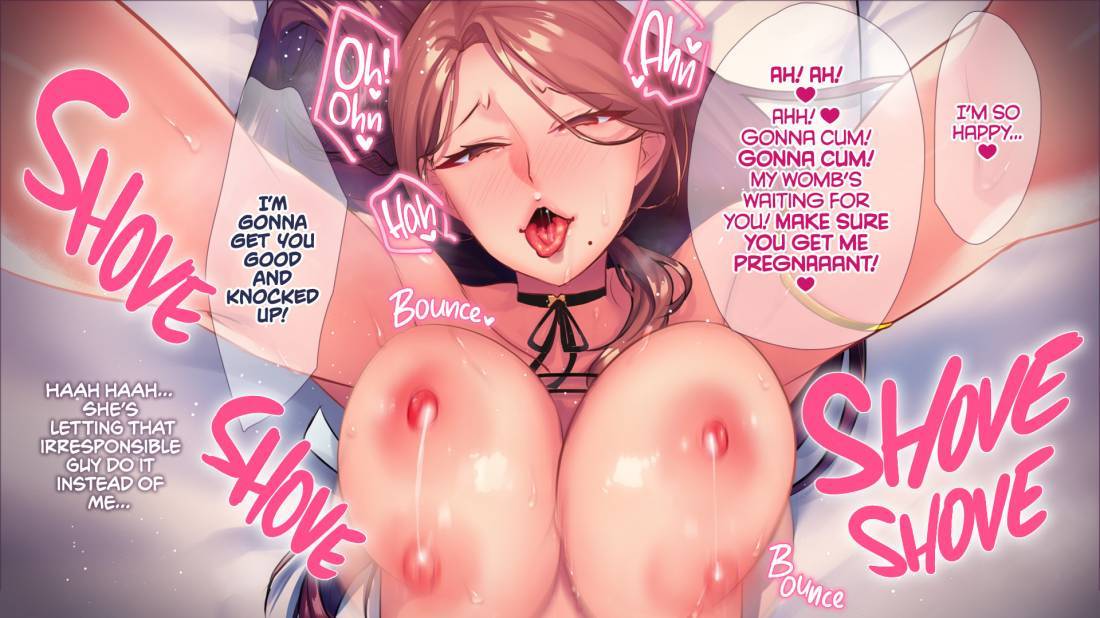 Oh!
Ohn
Ahn
AH! AH!
AHH!
GONNA CUM!
GONNA CUM!
MY WOMB'S
WAITING FOR
YOU! MAKE SURE
YOU GET ME
PREGNAAANT!
I'M SO
HAPPY...
SHOVE
I'M
GONNA
GET YOU
GOOD
AND
KNOCKED
UP!
Hah
Bounce
HAAH HAAH...
SHE'S
LETTING THAT
IRRESPONSIBLE
GUY DO IT
INSTEAD OF
ME...
SHOVE
SHOVE
SHOVE
Bounce